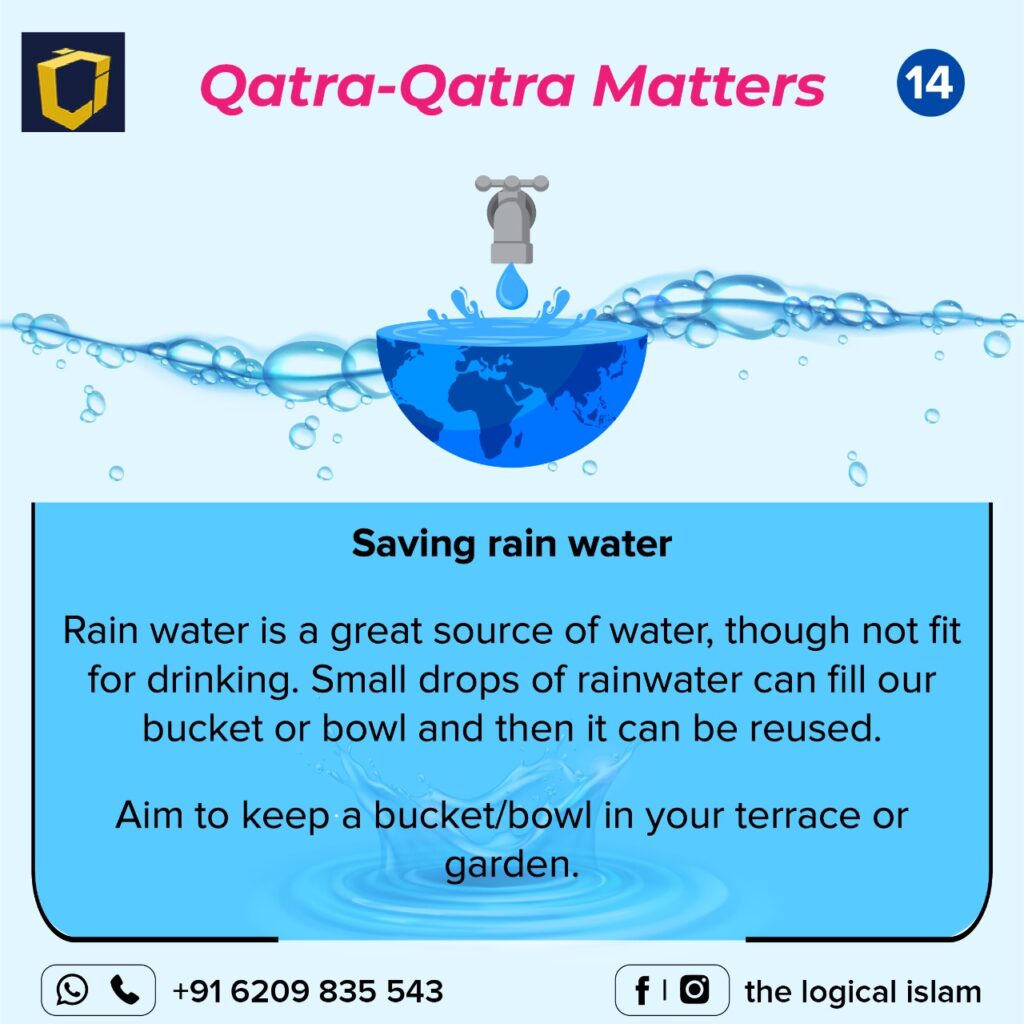 Qatra-Qatra Matters
14
Saving rain water
Rain water is a great source of water, though not fit
for drinking. Small drops of rainwater can fill our
bucket or bowl and then it can be reused.
Aim to keep a bucket/bowl in your terrace or
garden.
+91 6209 835 543
the logical islam